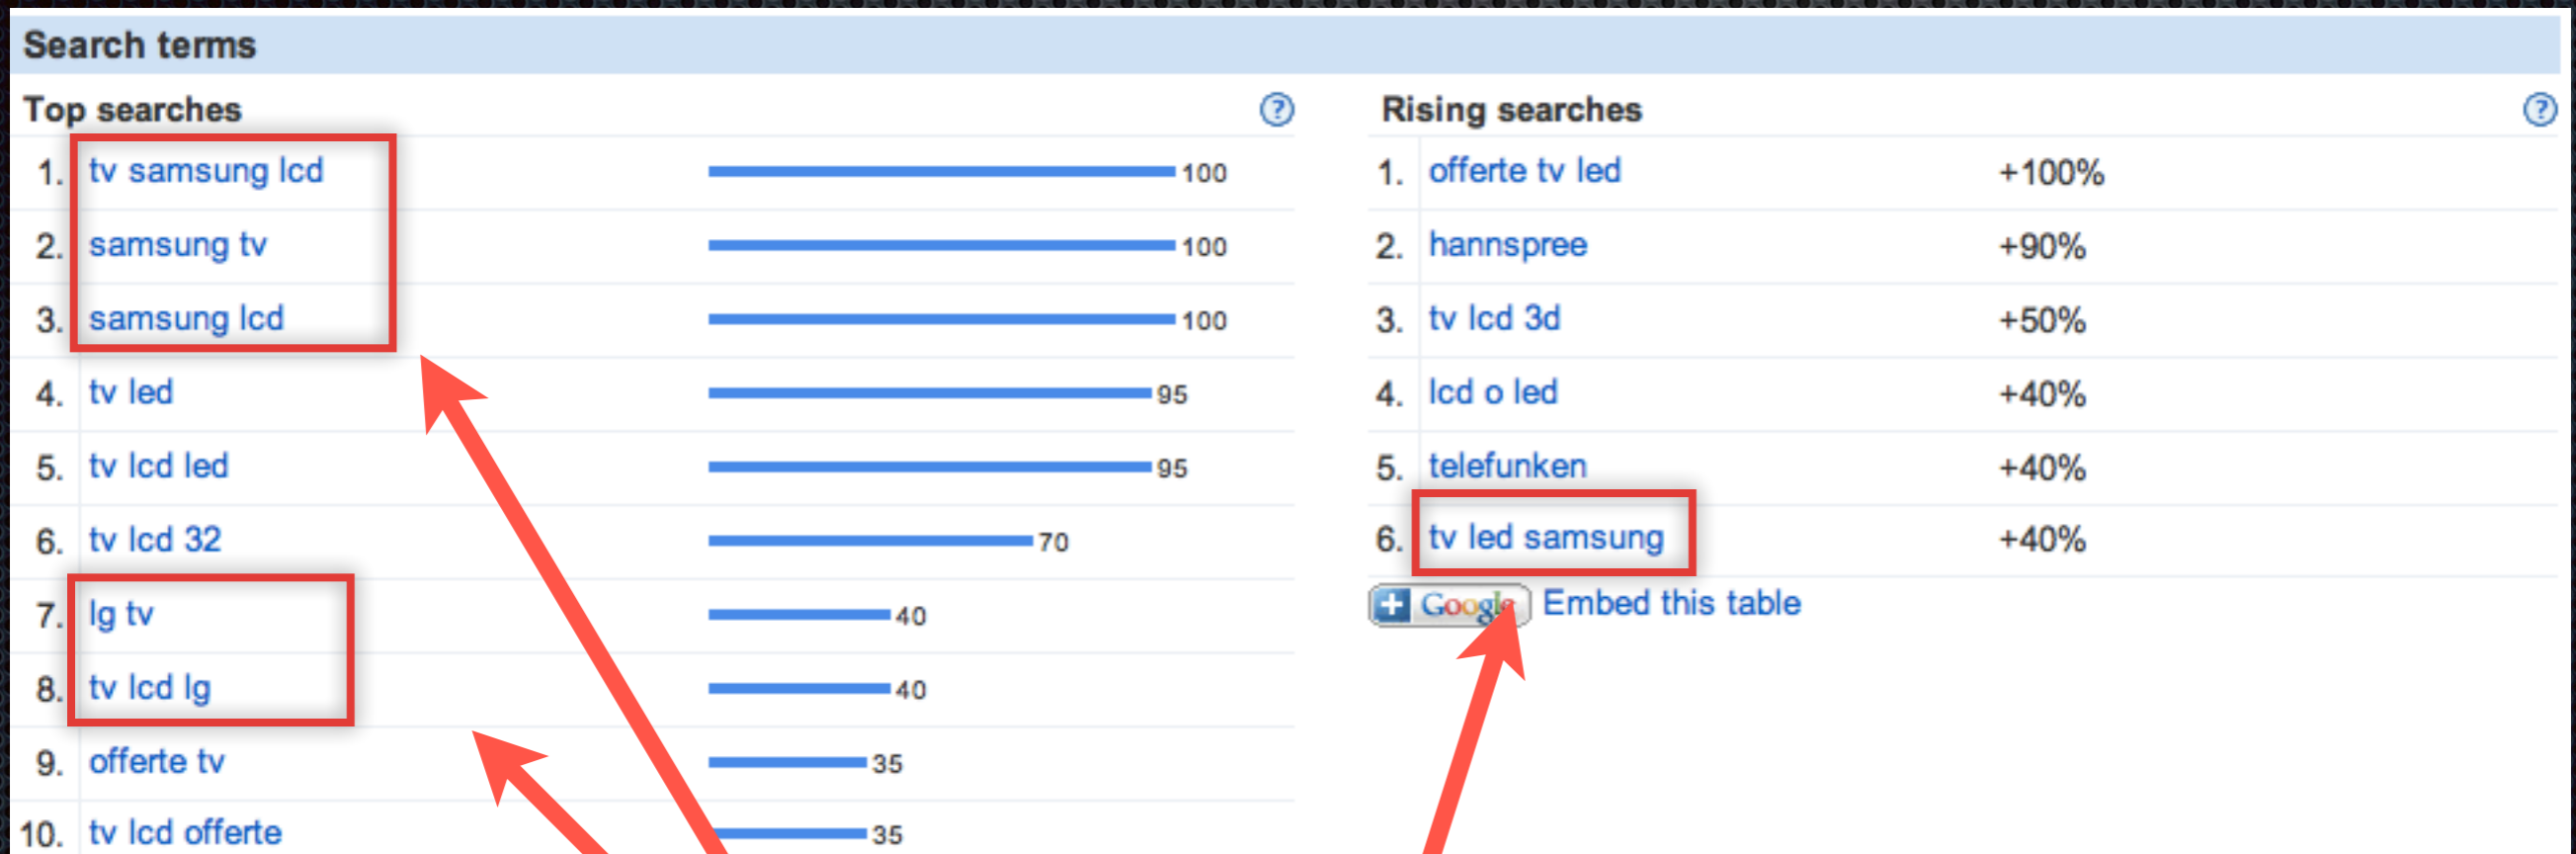 Search terms
Top searches ?
1. tv samsung lcd 100
2. samsung tv 100
3. samsung lcd 100
4. tv led 95
5. tv lcd led 95
6. tv lcd 32 70
7. lg tv 40
8. tv lcd lg 40
9. offerte tv 35
10. tv lcd offerte 35
Rising searches ?
1. offerte tv led +100%
2. hannspree +90%
3. tv lcd 3d +50%
4. lcd o led +40%
5. telefunken +40%
6. tv led samsung +40%
+ Google Embed this table